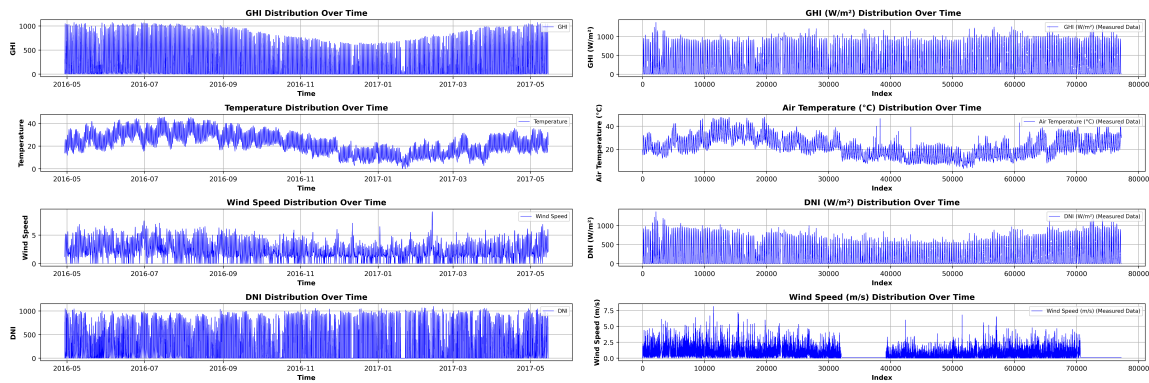 GHI Distribution Over Time
GHI
1000
500
0
GHI
2016-05 2016-07 2016-09 2016-11 2017-01 2017-03 2017-05
Time
Temperature Distribution Over Time
Temperature
40
20
0
Temperature
2016-05 2016-07 2016-09 2016-11 2017-01 2017-03 2017-05
Time
Wind Speed Distribution Over Time
Wind Speed
5
0
Wind Speed
2016-05 2016-07 2016-09 2016-11 2017-01 2017-03 2017-05
Time
DNI Distribution Over Time
DNI
1000
500
0
DNI
2016-05 2016-07 2016-09 2016-11 2017-01 2017-03 2017-05
Time
GHI (W/m²) Distribution Over Time
GHI (W/m²)
1000
500
0
GHI (W/m²) (Measured Data)
0 10000 20000 30000 40000 50000 60000 70000 80000
Index
Air Temperature (°C) Distribution Over Time
Air Temperature (°C)
40
20
Air Temperature (°C) (Measured Data)
0 10000 20000 30000 40000 50000 60000 70000 80000
Index
DNI (W/m²) Distribution Over Time
DNI (W/m²)
1000
500
0
DNI (W/m²) (Measured Data)
0 10000 20000 30000 40000 50000 60000 70000 80000
Index
Wind Speed (m/s) Distribution Over Time
Wind Speed (m/s)
7.5
5.0
2.5
0.0
Wind Speed (m/s) (Measured Data)
0 10000 20000 30000 40000 50000 60000 70000 80000
Index